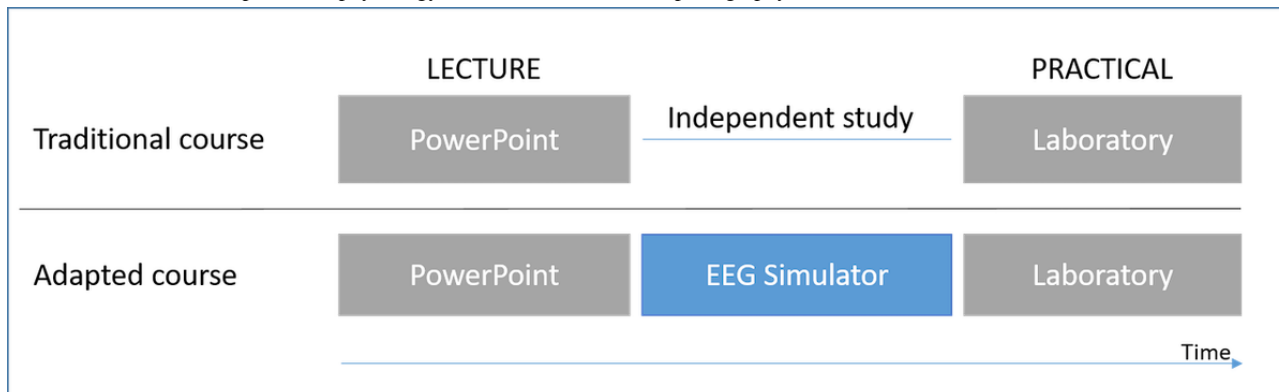 LECTURE PRACTICAL
Traditional course PowerPoint Independent study Laboratory
Adapted course PowerPoint EEG Simulator Laboratory
Time